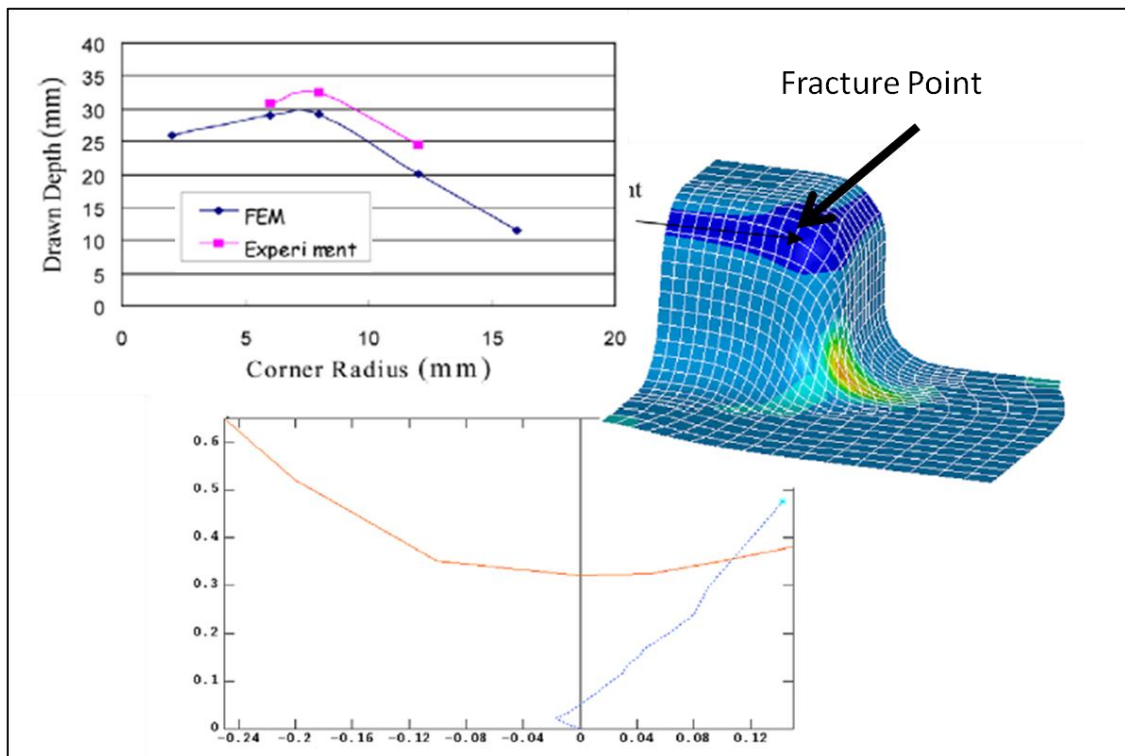 40
35
30
25
20
15
10
5
0
Drawn Depth (mm)
FEM
Experiment
0 5 10 15 20
Corner Radius (mm)
Fracture Point
nt
0.6
0.5
0.4
0.3
0.2
0.1
0
-0.24 -0.2 -0.16 -0.12 -0.08 -0.04 0 0.04 0.08 0.12